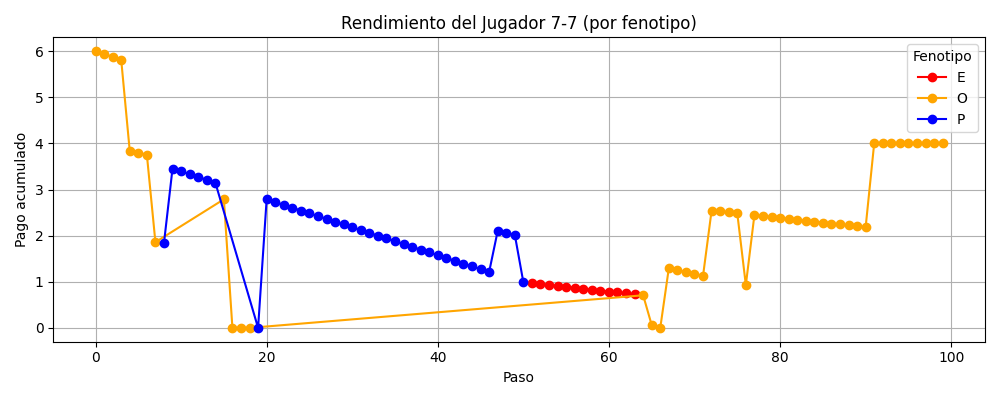 Rendimiento del Jugador 7-7 (por fenotipo)
Pago acumulado
6
5
4
3
2
1
0
0 20 40 60 80 100
Paso
Fenotipo
E
O
P